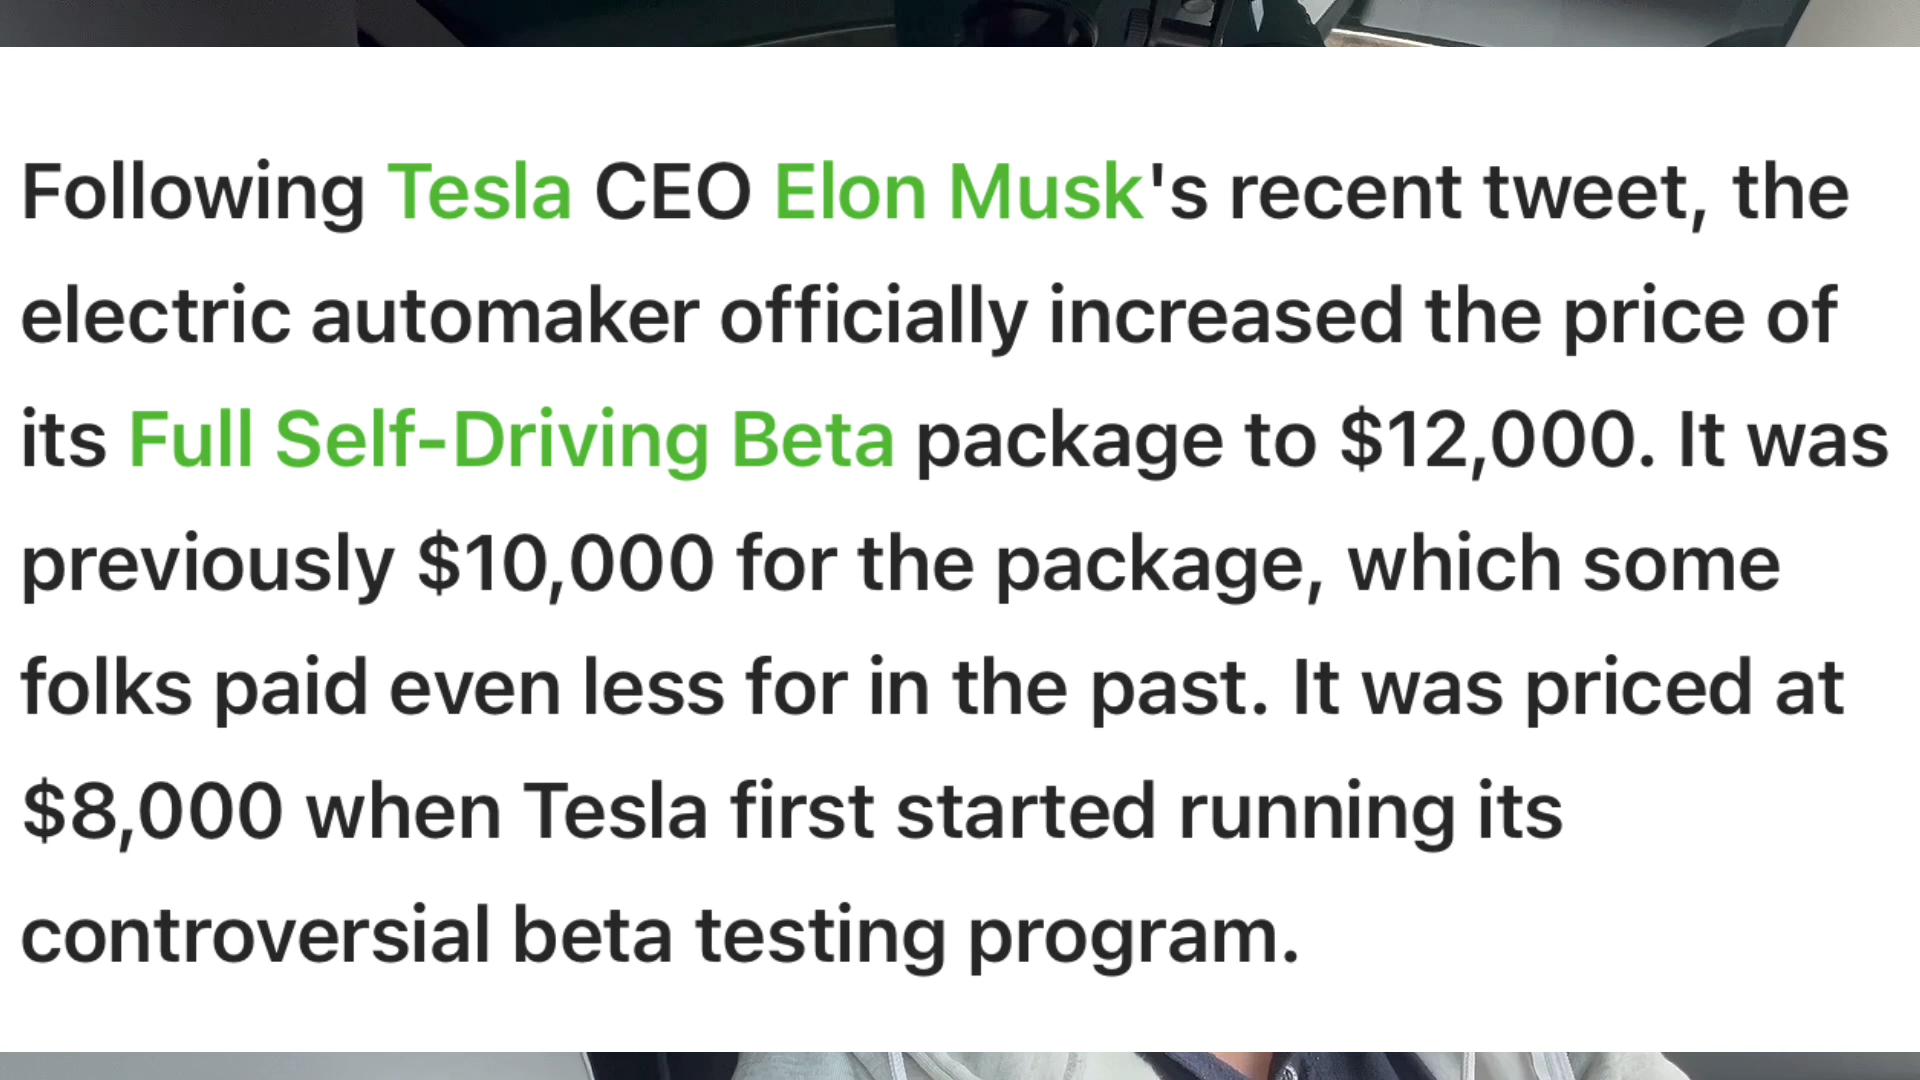 Following Tesla CEO Elon Musk's recent tweet, the
electric automaker officially increased the price of
its Full Self-Driving Beta package to $12,000. It was
previously $10,000 for the package, which some
folks paid even less for in the past. It was priced at
$8,000 when Tesla first started running its
controversial beta testing program.